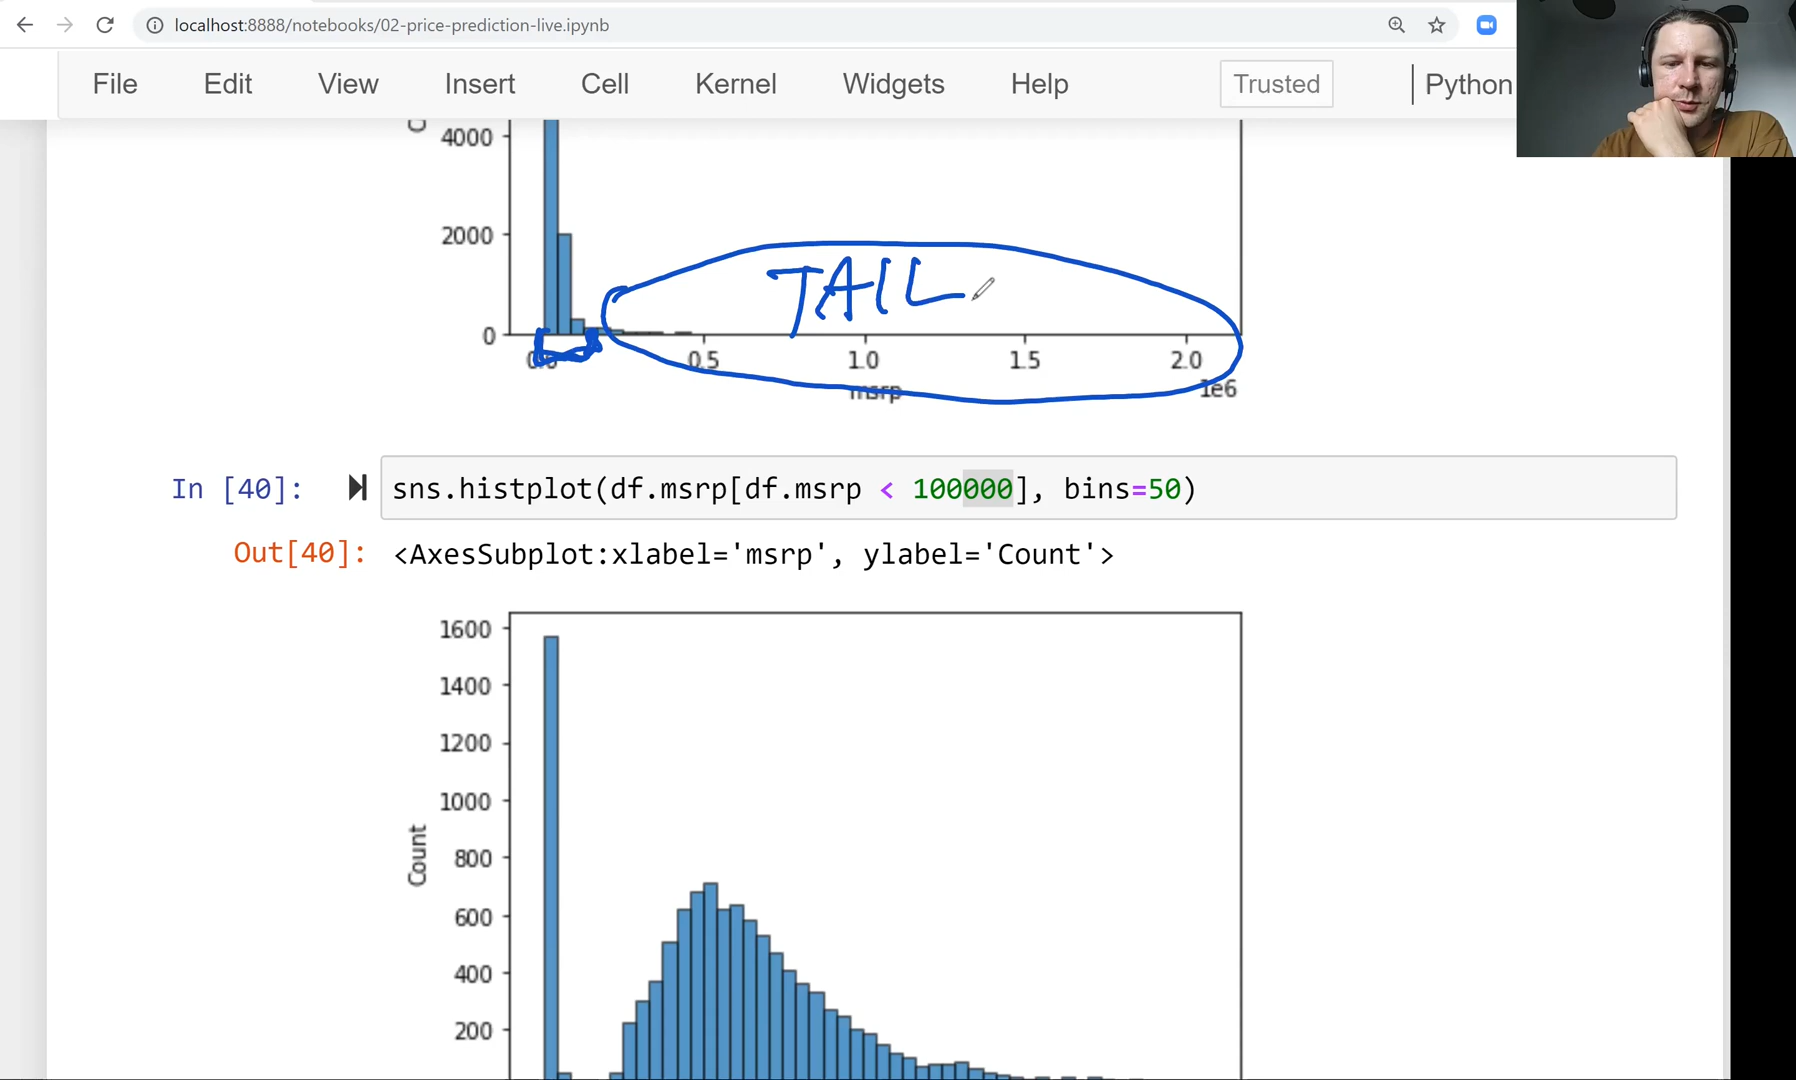 localhost:8888/notebooks/02-price-prediction-live.ipynb
File Edit View Insert Cell Kernel Widgets Help Trusted Python
4000
2000
TAIL
0
0.5 1.0 1.5 2.0
msrp 1e6
In [40]: sns.histplot(df.msrp[df.msrp < 100000], bins=50)
Out[40]: <AxesSubplot:xlabel='msrp', ylabel='Count'>
1600
1400
1200
1000
Count
800
600
400
200